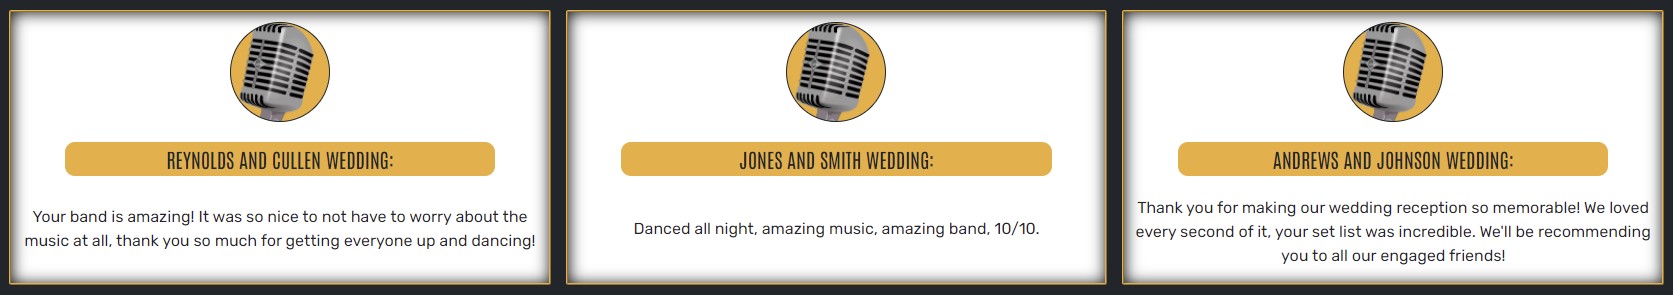 REYNOLDS AND CULLEN WEDDING:
Your band is amazing! It was so nice to not have to worry about the
music at all, thank you so much for getting everyone up and dancing!
JONES AND SMITH WEDDING:
Danced all night, amazing music, amazing band, 10/10.
ANDREWS AND JOHNSON WEDDING:
Thank you for making our wedding reception so memorable! We loved
every second of it, your set list was incredible. We'll be recommending
you to all our engaged friends!